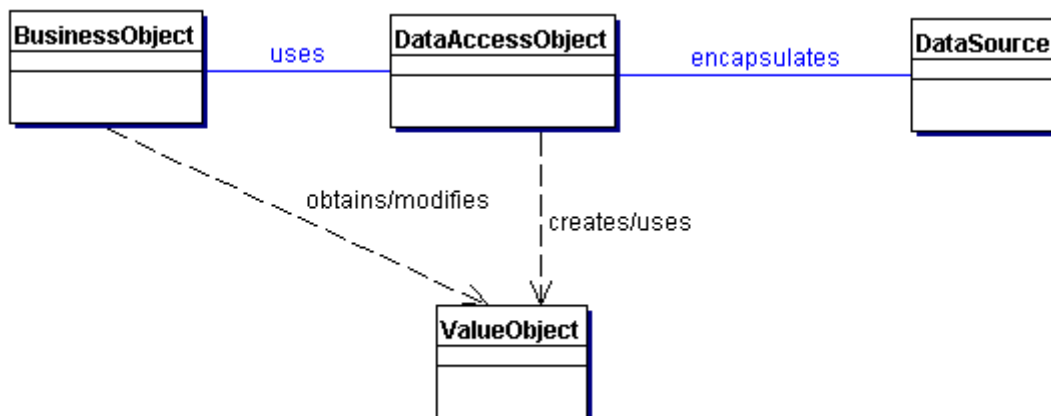 BusinessObject
uses
DataAccessObject
encapsulates
DataSource
obtains/modifies
creates/uses
ValueObject